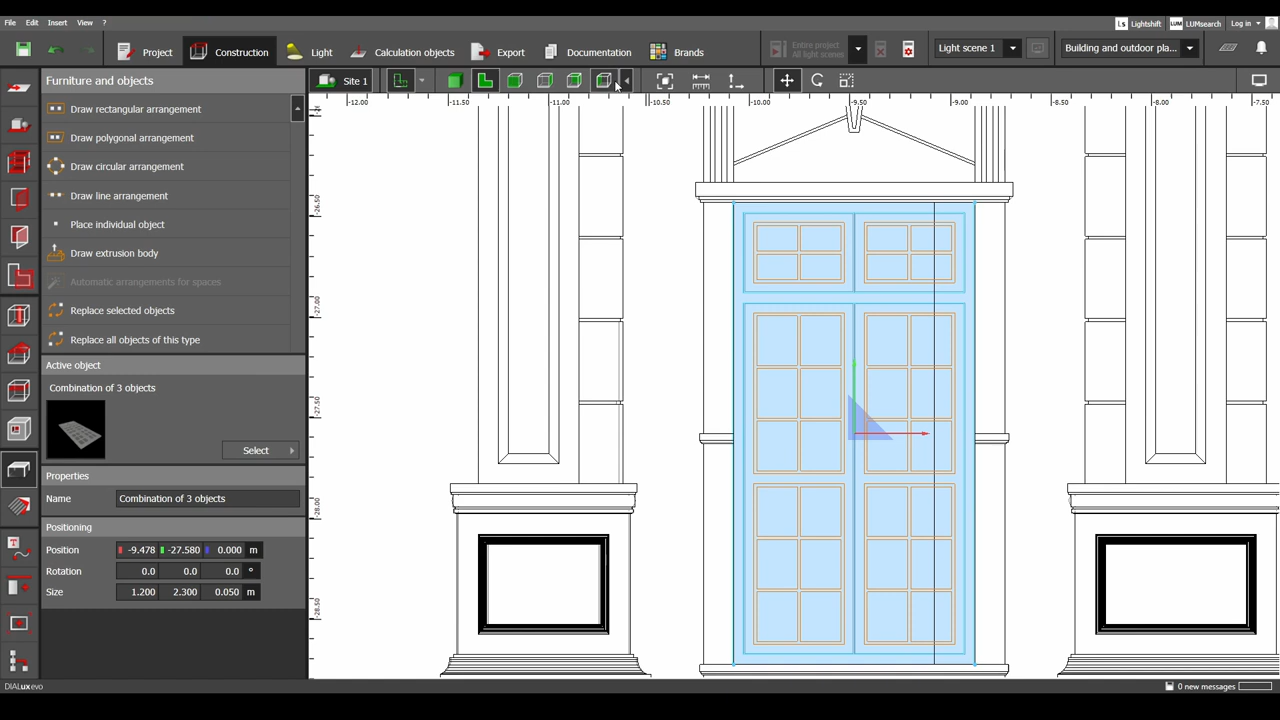 File Edit Insert View ?
Ls Lightshift LUM LUMsearch Log in
Project Construction Light Calculation objects Export Documentation Brands Entire project All light scenes Light scene 1 Building and outdoor pla...
Furniture and objects
Site 1
Draw rectangular arrangement
Draw polygonal arrangement
Draw circular arrangement
Draw line arrangement
Place individual object
Draw extrusion body
Automatic arrangements for spaces
Replace selected objects
Replace all objects of this type
Active object
Combination of 3 objects
Select
Properties
Name Combination of 3 objects
Positioning
Position -9.478 -27.580 0.000 m
Rotation 0.0 0.0 0.0 °
Size 1.200 2.300 0.050 m
-12.00 -11.50 -11.00 -10.50 -10.00 -9.50 -9.00 -8.50 -8.00 -7.50
-26.50
-27.00
-27.50
-28.00
-28.50
DIALux evo
0 new messages